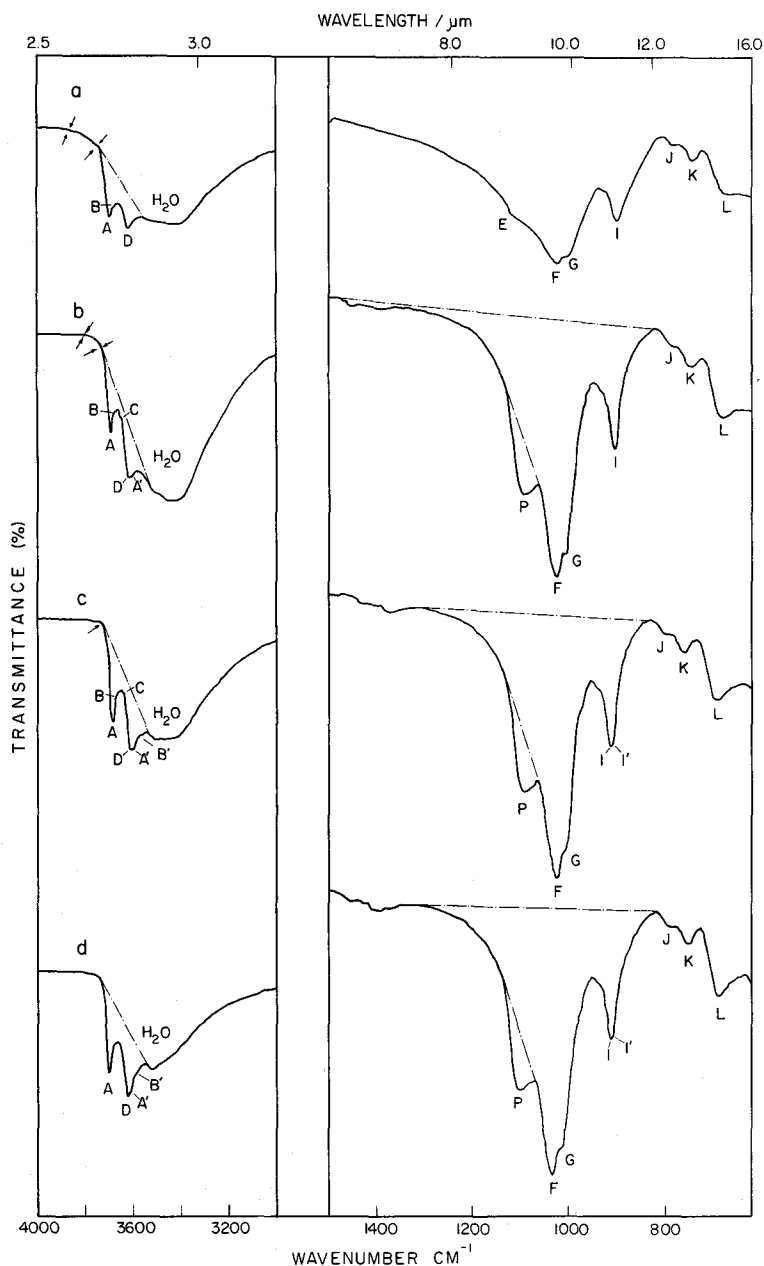 WAVELENGTH / μm
2.5 3.0 8.0 10.0 12.0 16.0
a
B
A
D
H₂O
E
F
G
I
J
K
L
b
B
C
A
D
A'
H₂O
P
F
G
I
J
K
L
TRANSMITTANCE (%)
c
B
C
A
D
A'
B'
H₂O
P
F
G
I
I'
J
K
L
d
A
D
A'
B'
H₂O
P
F
G
I
I'
J
K
L
4000 3600 3200 1400 1200 1000 800 600
WAVENUMBER CM⁻¹